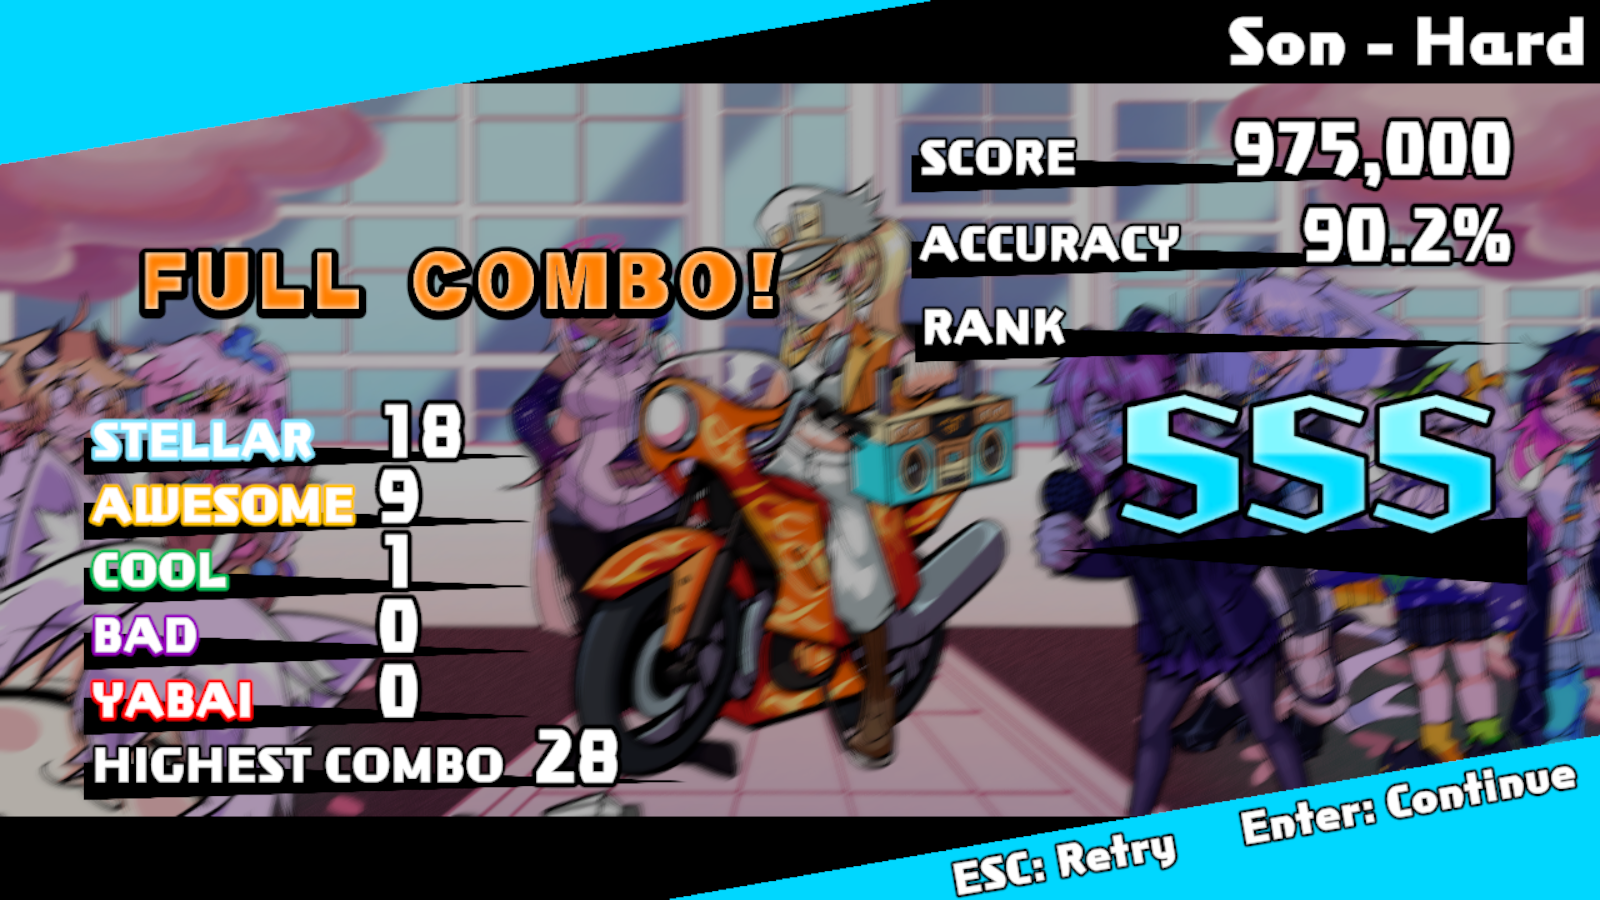 Son - Hard
SCORE 975,000
ACCURACY 90.2%
RANK
SSS
FULL COMBO!
STELLAR 18
AWESOME 9
COOL 1
BAD 0
YABAI 0
HIGHEST COMBO 28
ESC: Retry Enter: Continue